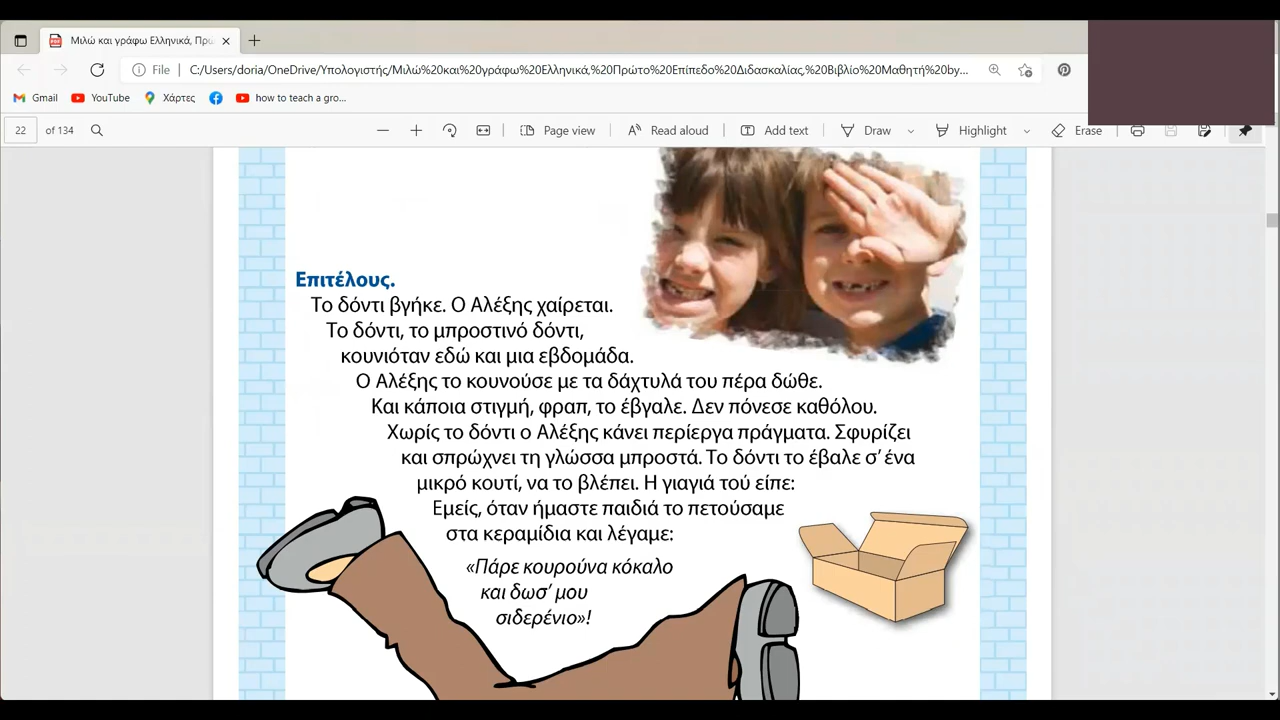 Μιλώ και γράφω Ελληνικά, Πρώ
File
C:/Users/doria/OneDrive/Υπολογιστής/Μιλώ%20και%20γράφω%20Ελληνικά,%20Πρώτο%20Επίπεδο%20Διδασκαλίας,%20Βιβλίο%20Μαθητή%20by...
Gmail YouTube Χάρτες how to teach a gro...
22 of 134 Page view Read aloud Add text Draw Highlight Erase
Επιτέλους.
Το δόντι βγήκε. Ο Αλέξης χαίρεται.
Το δόντι, το μπροστινό δόντι,
κουνιόταν εδώ και μια εβδομάδα.
Ο Αλέξης το κουνούσε με τα δάχτυλά του πέρα δώθε.
Και κάποια στιγμή, φραπ, το έβγαλε. Δεν πόνεσε καθόλου.
Χωρίς το δόντι ο Αλέξης κάνει περίεργα πράγματα. Σφυρίζει
και σπρώχνει τη γλώσσα μπροστά. Το δόντι το έβαλε σ’ ένα
μικρό κουτί, να το βλέπει. Η γιαγιά τού είπε:
Εμείς, όταν ήμαστε παιδιά το πετούσαμε
στα κεραμίδια και λέγαμε:
«Πάρε κουρούνα κόκαλο
και δωσ’ μου
σιδερένιο»!